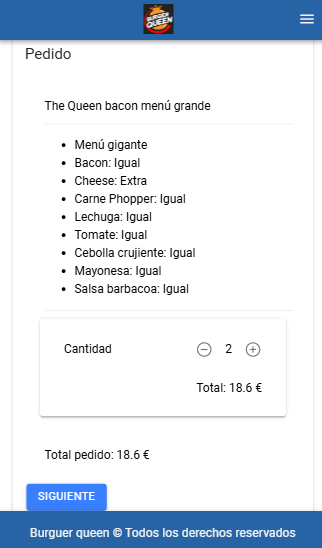 BURGER
QUEEN
Pedido
The Queen bacon menú grande
Menú gigante
Bacon: Igual
Cheese: Extra
Carne Phopper: Igual
Lechuga: Igual
Tomate: Igual
Cebolla crujiente: Igual
Mayonesa: Igual
Salsa barbacoa: Igual
Cantidad 2
Total: 18.6 €
Total pedido: 18.6 €
SIGUIENTE
Burguer queen © Todos los derechos reservados